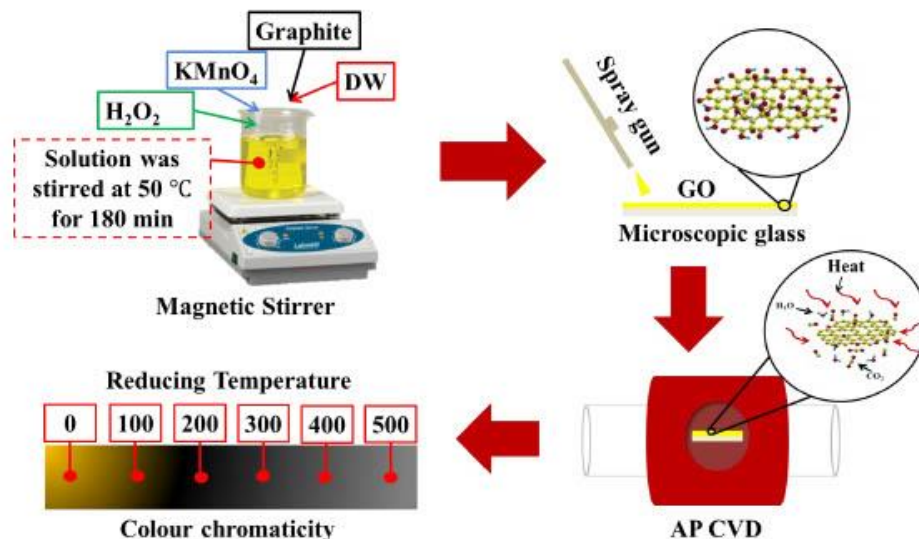 Graphite
KMnO₄
DW
H₂O₂
Solution was
stirred at 50 ℃
for 180 min
Magnetic Stirrer
Spray gun
GO
Microscopic glass
Heat
H₂O
CO₂
AP CVD
Reducing Temperature
0 100 200 300 400 500
Colour chromaticity